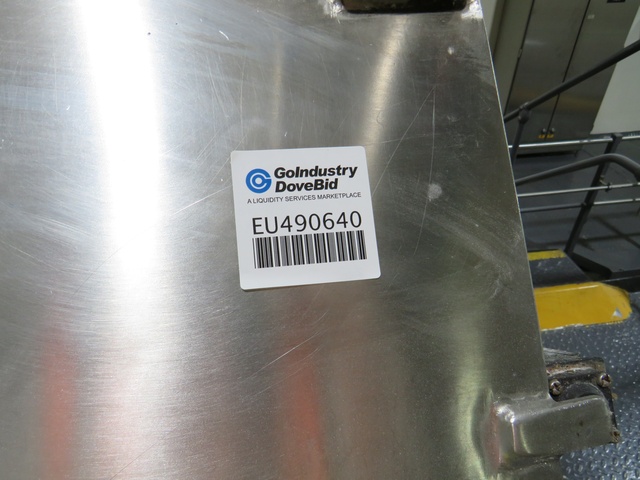 GoIndustry
DoveBid
A LIQUIDITY SERVICES MARKETPLACE
EU490640